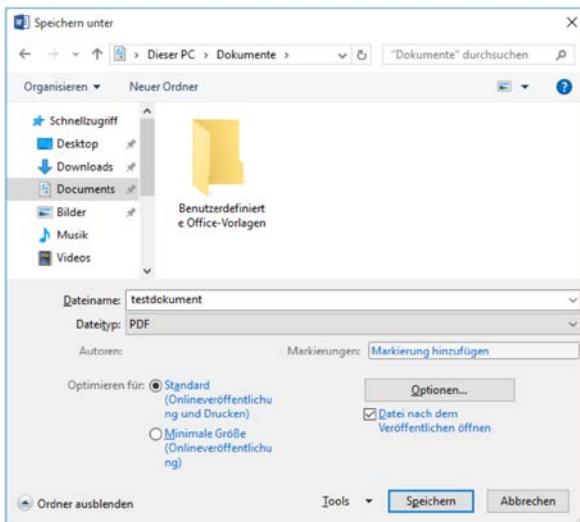 Speichern unter
Dieser PC > Dokumente >
"Dokumente" durchsuchen
Organisieren
Neuer Ordner
Schnellzugriff
Desktop
Downloads
Documents
Bilder
Musik
Videos
Benutzerdefiniert
e Office-Vorlagen
Dateiname: testdokument
Dateityp: PDF
Autoren:
Markierungen: Markierung hinzufügen
Optimieren für:
Standard
(Onlineveröffentlichu
ng und Drucken)
Minimale Größe
(Onlineveröffentlichu
ng)
Optionen...
Datei nach dem
Veröffentlichen öffnen
Ordner ausblenden
Tools
Speichern
Abbrechen